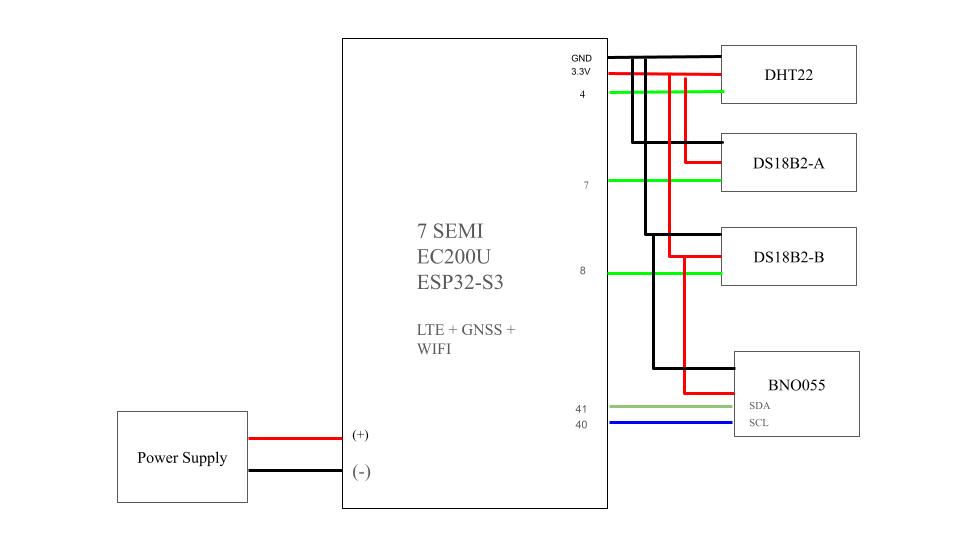 GND
3.3V
4
DHT22
DS18B2-A
7
7 SEMI
EC200U
ESP32-S3
DS18B2-B
8
LTE + GNSS +
WIFI
BNO055
41
SDA
40
SCL
(+)
Power Supply
(-)